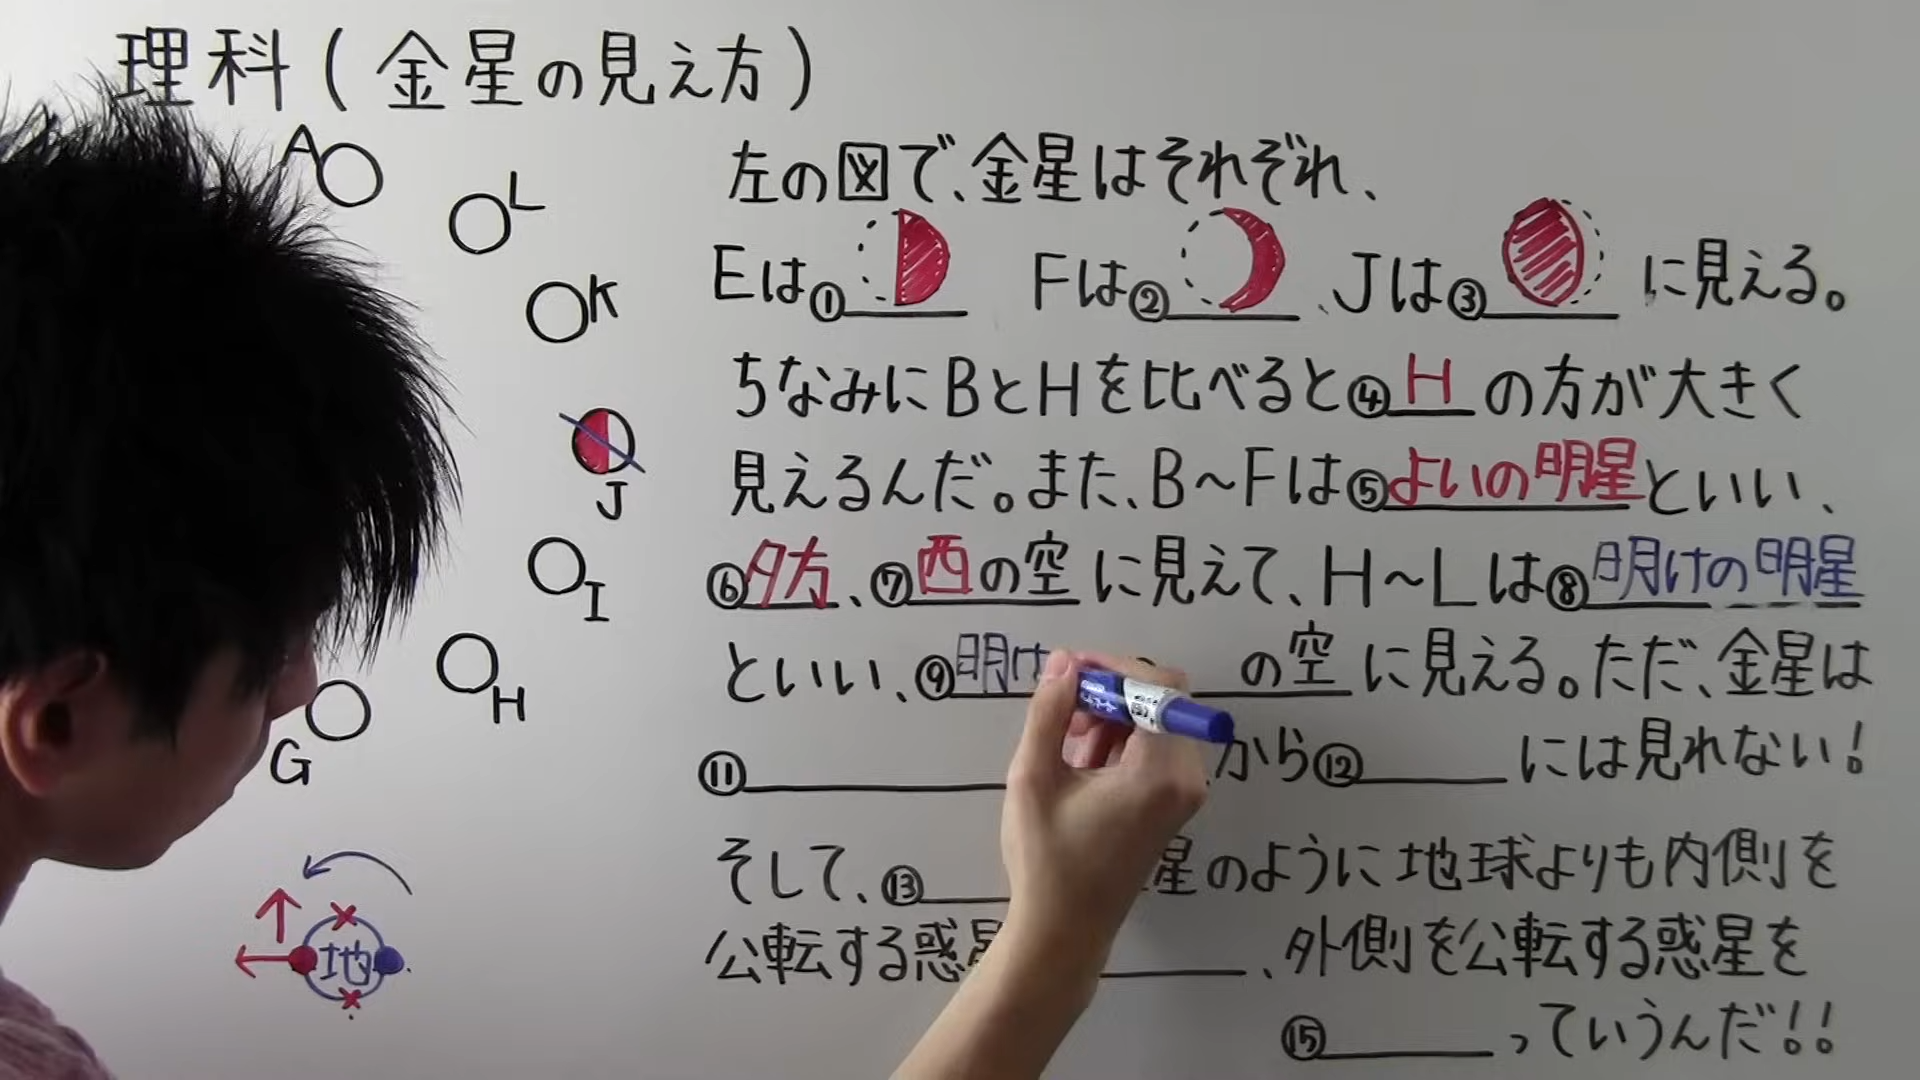 理科(金星の見え方)
A
L
K
J
I
H
G
地
左の図で、金星はそれぞれ、
Eは① Fは② 、Jは③ に見える。
ちなみにBとHを比べると④Hの方が大きく
見えるんだ。また、B~Fは⑤よいの明星といい、
⑥夕方、⑦西の空に見えて、H~Lは⑧明けの明星
といい、⑨明け の空に見える。ただ、金星は
⑪ から⑫ には見れない!
そして、⑬ 星のように地球よりも内側を
公転する惑星 、外側を公転する惑星を
⑮ っていうんだ!!